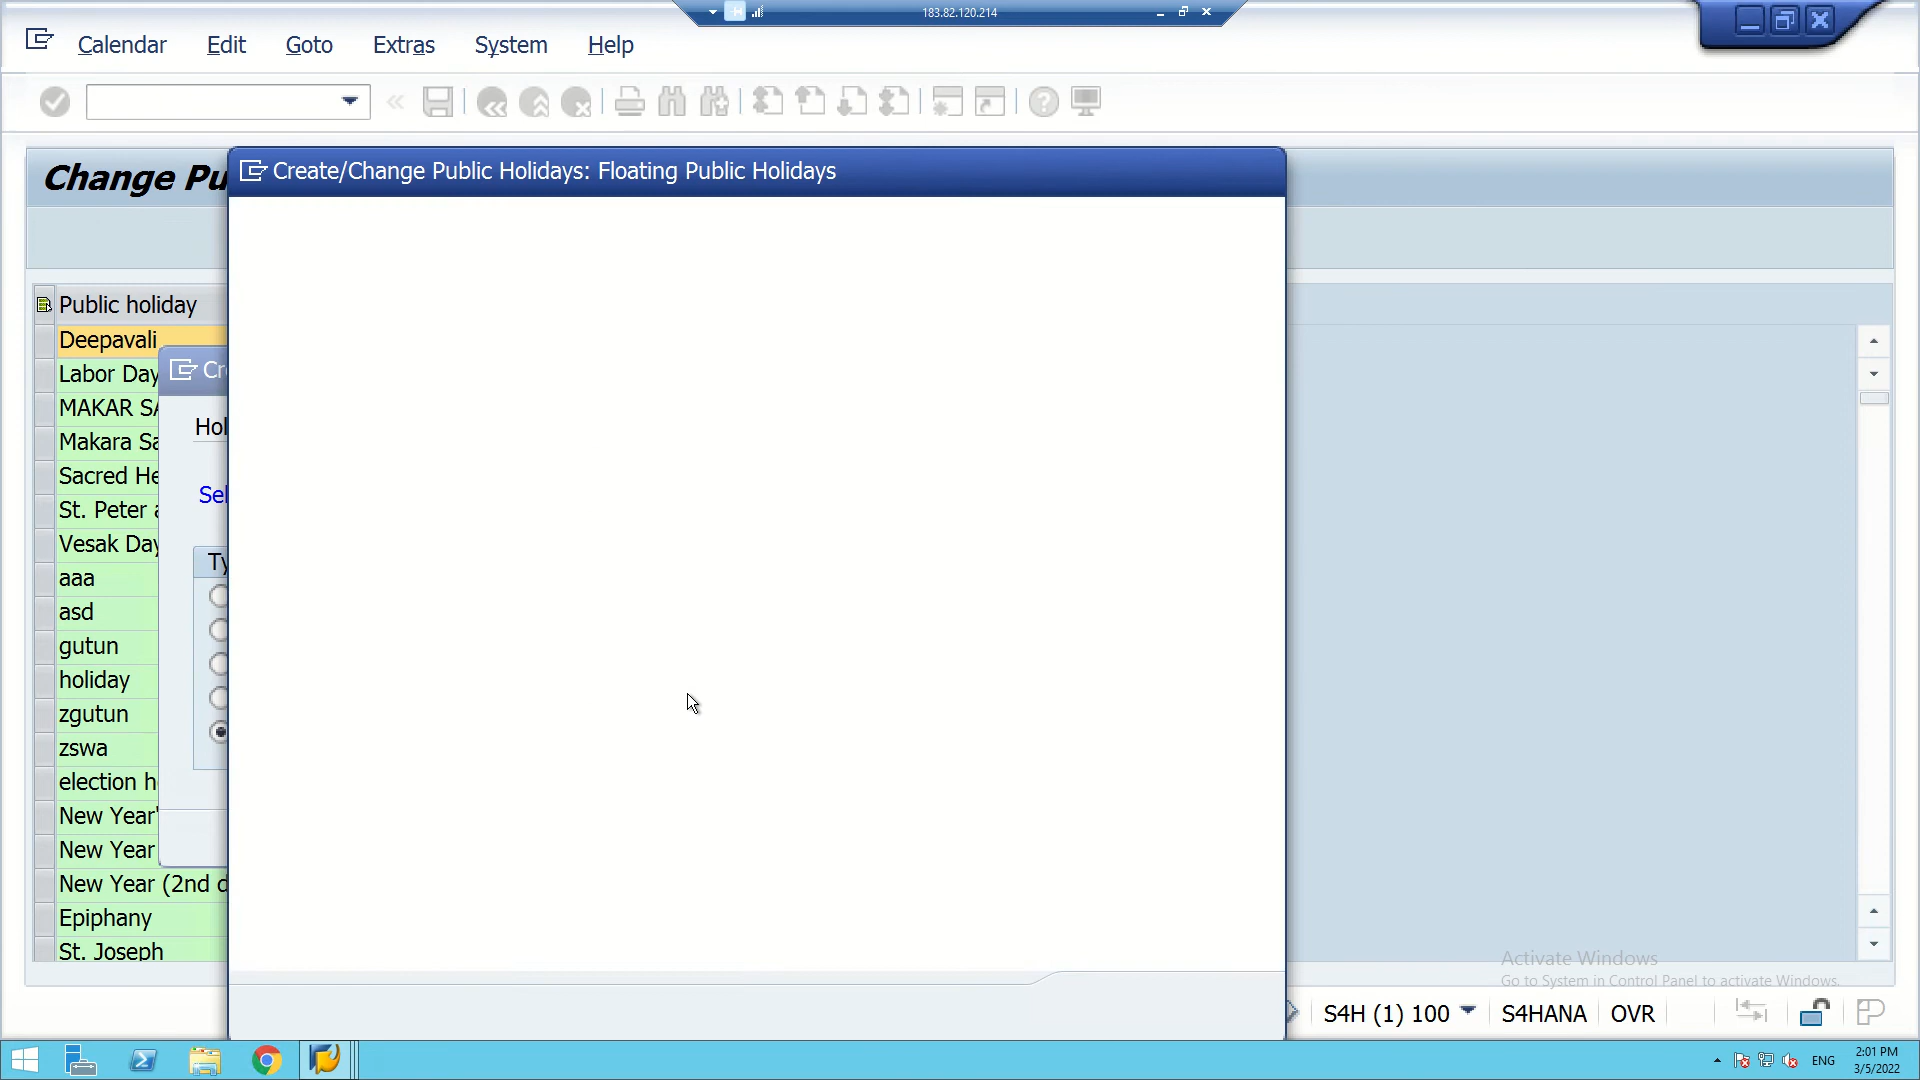 183.82.120.214
Calendar Edit Goto Extras System Help
Change Pu
Create/Change Public Holidays: Floating Public Holidays
Public holiday
Deepavali
Labor Day
MAKAR SA
Makara Sa
Sacred He
St. Peter a
Vesak Day
aaa
asd
gutun
holiday
zgutun
zswa
election h
New Year'
New Year
New Year (2nd d
Epiphany
St. Joseph
Cre
Hol
Sel
Ty
Activate Windows
Go to System in Control Panel to activate Windows.
S4H (1) 100 S4HANA OVR
ENG
2:01 PM
3/5/2022